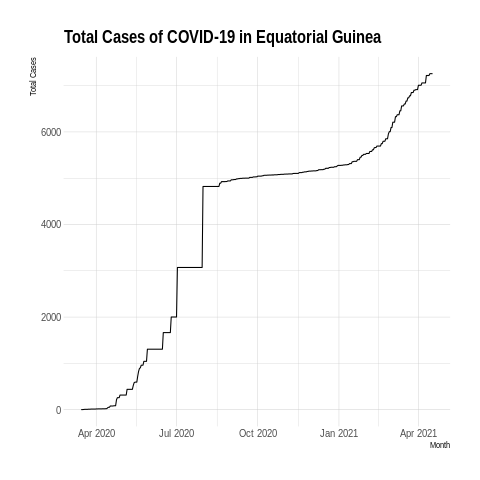 Total Cases of COVID-19 in Equatorial Guinea
Total Cases
6000
4000
2000
0
Apr 2020 Jul 2020 Oct 2020 Jan 2021 Apr 2021
Month